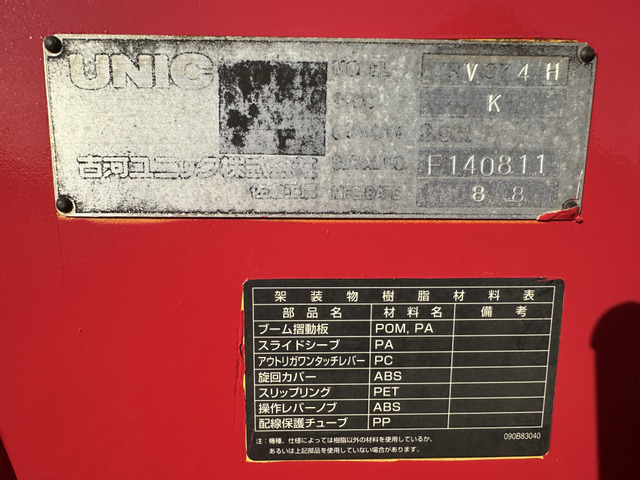 UNIC
MODEL V 4 H
K
CAPACITY
古河ユニック株式会社
SERIAL NO. F140811
MFG.DATE 8 8
架装物樹脂材料表
部品名 材料名 備考
ブーム摺動板 POM, PA
スライドシーブ PA
アウトリガワンタッチレバー PC
旋回カバー ABS
スリップリング PET
操作レバーノブ ABS
配線保護チューブ PP
注：機種、仕様によっては樹脂以外の材料を使用しているか、
あるいは上記部品を使用していない場合があります。
090B83040